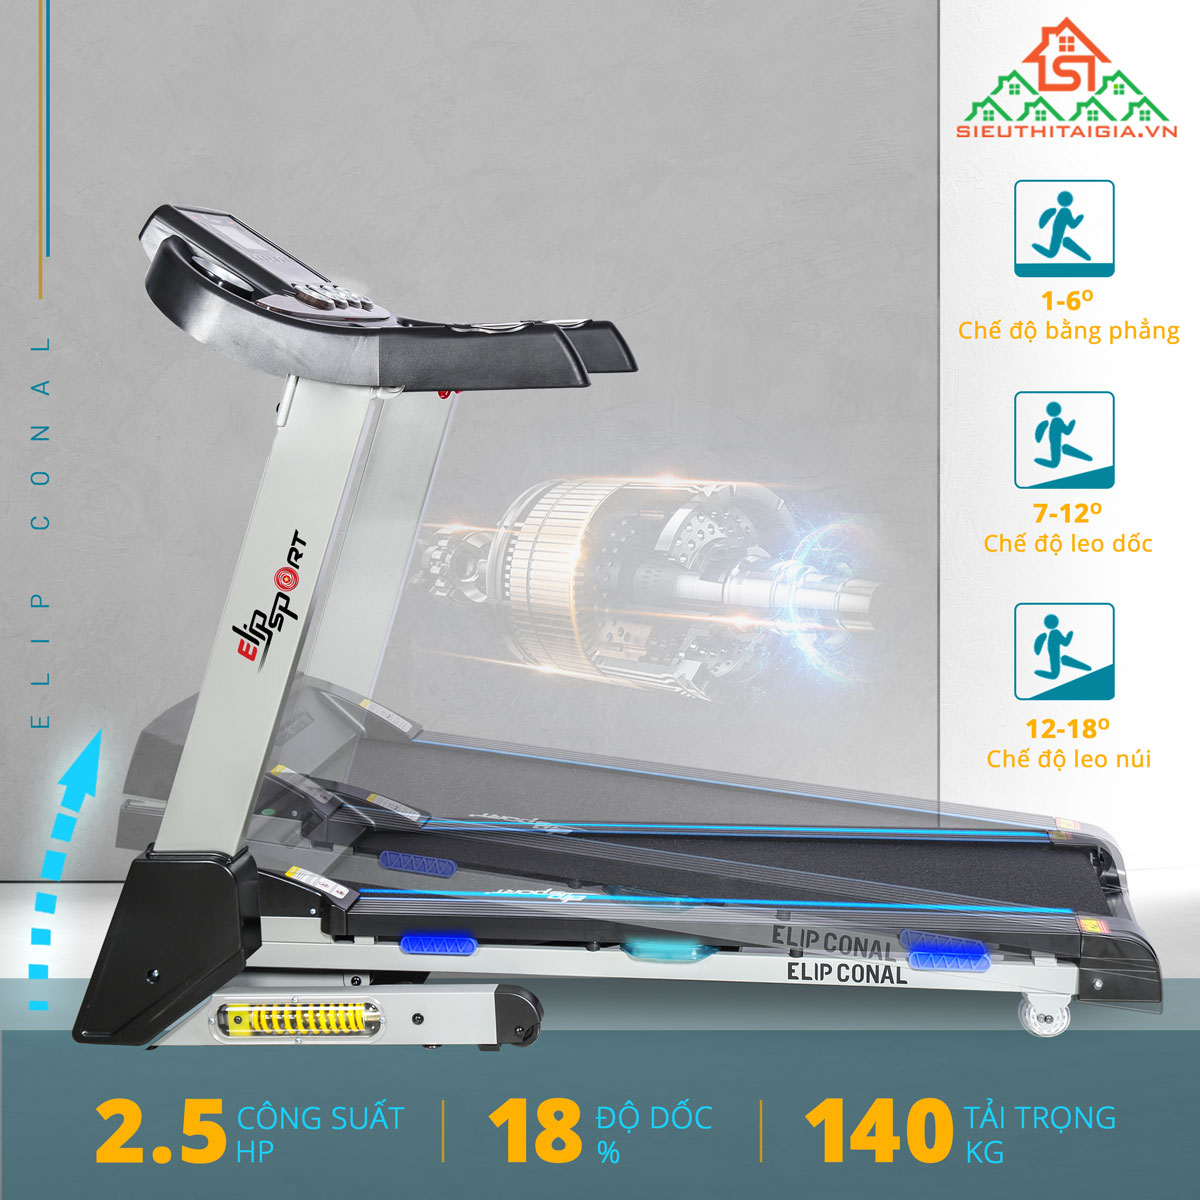 SIEUTHITAIGIA.VN
1-6º
Chế độ bằng phẳng
7-12º
Chế độ leo dốc
12-18º
Chế độ leo núi
ELIP CONAL
Elip
SPORT
ELIP CONAL
ELIP CONAL
2.5 CÔNG SUẤT
HP
18 ĐỘ DỐC
%
140 TẢI TRỌNG
KG